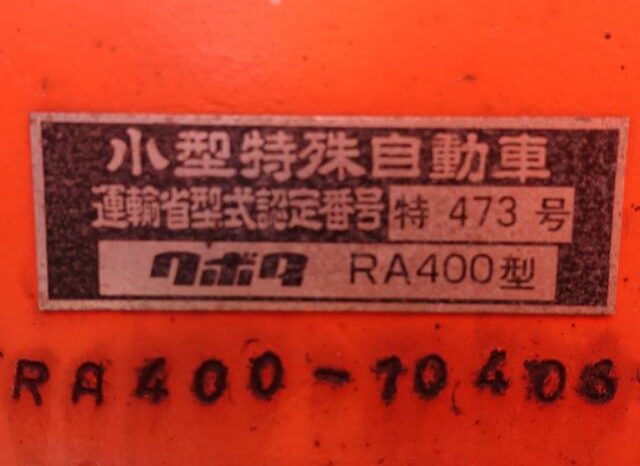 小型特殊自動車
運輸省型式認定番号 特 473 号
クボタ RA400型
RA400-10406